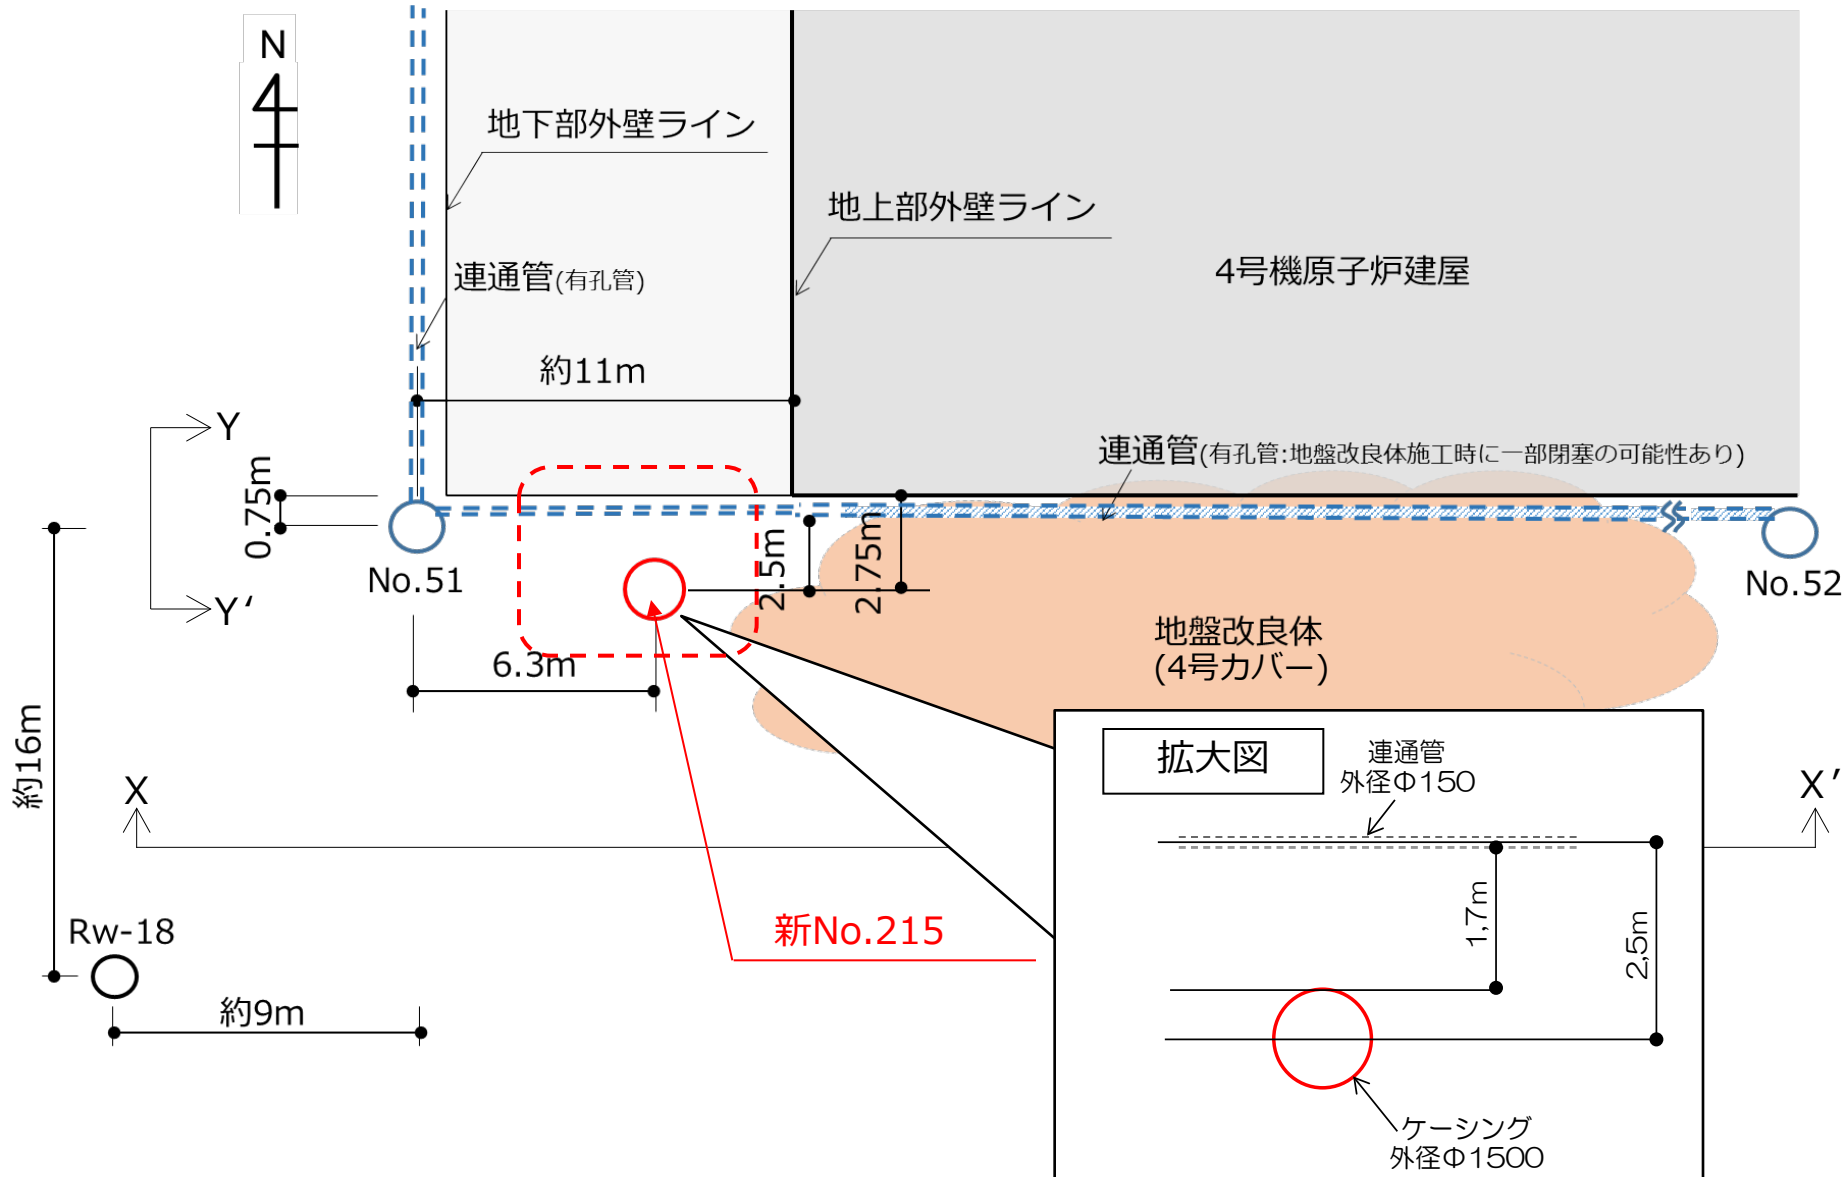 N
地下部外壁ライン
地上部外壁ライン
連通管(有孔管)
4号機原子炉建屋
約11m
Y
連通管(有孔管:地盤改良体施工時に一部閉塞の可能性あり)
0.75m
2.5m
2.75m
No.51
No.52
Y‘
地盤改良体
(4号カバー)
6.3m
約16m
X
X’
拡大図
連通管
外径Φ150
1,7m
2,5m
Rw-18
新No.215
約9m
ケーシング
外径Φ1500